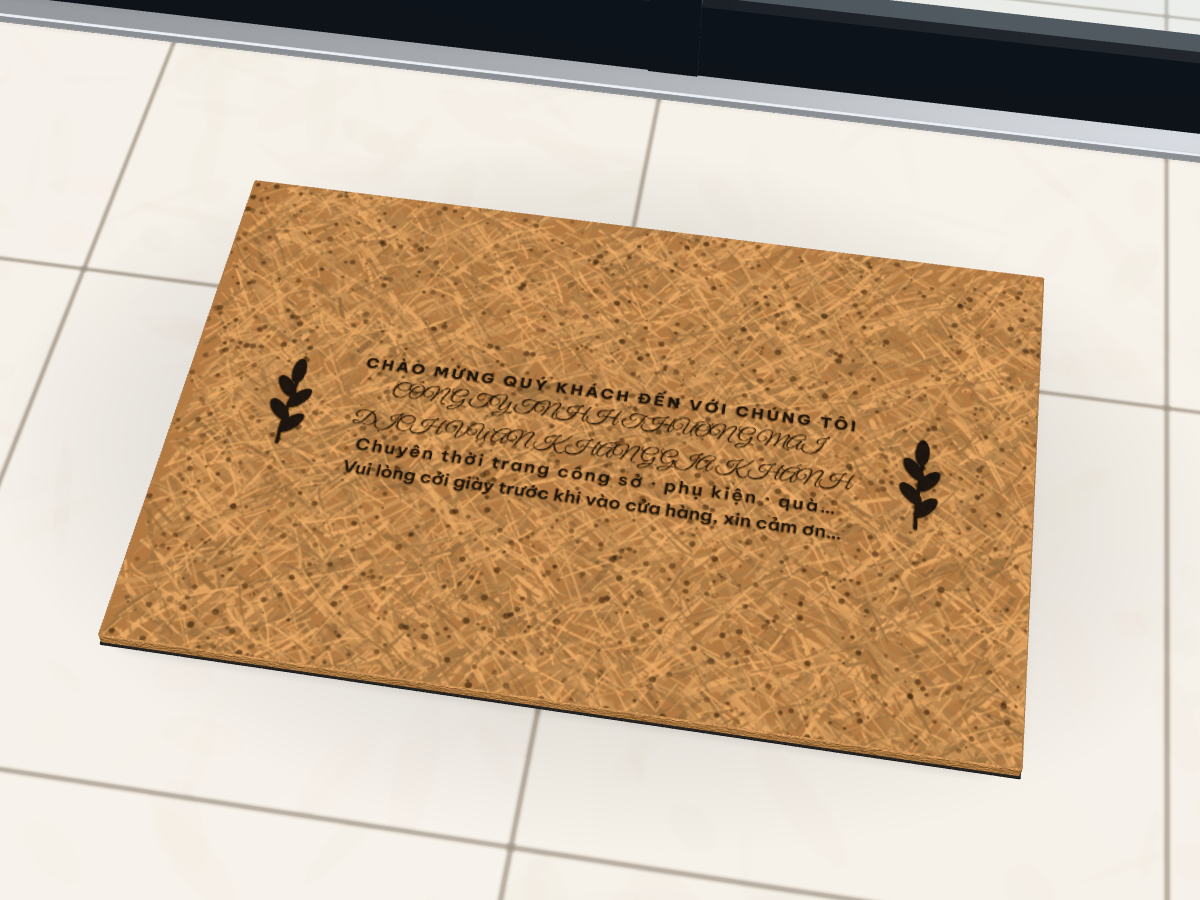 CHÀO MỪNG QUÝ KHÁCH ĐẾN VỚI CHÚNG TÔI
CÔNG TY TNHH THƯƠNG MẠI
DỊCH VỤ KHANG GIA KHÁNH
Chuyên thời trang công sở · phụ kiện · quà...
Vui lòng cởi giày trước khi vào cửa hàng, xin cảm ơn...